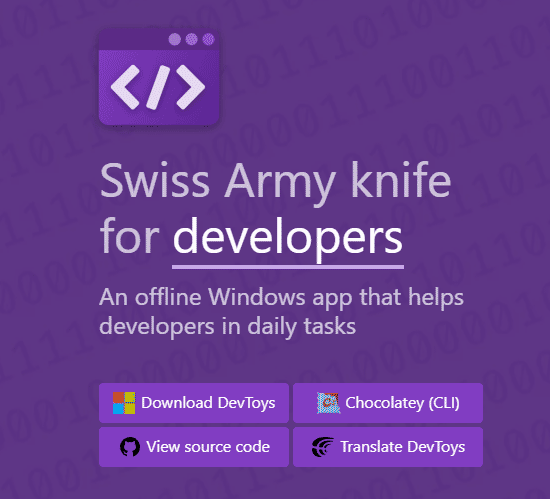 </>
Swiss Army knife
for developers
An offline Windows app that helps
developers in daily tasks
Download DevToys
Chocolatey (CLI)
View source code
Translate DevToys